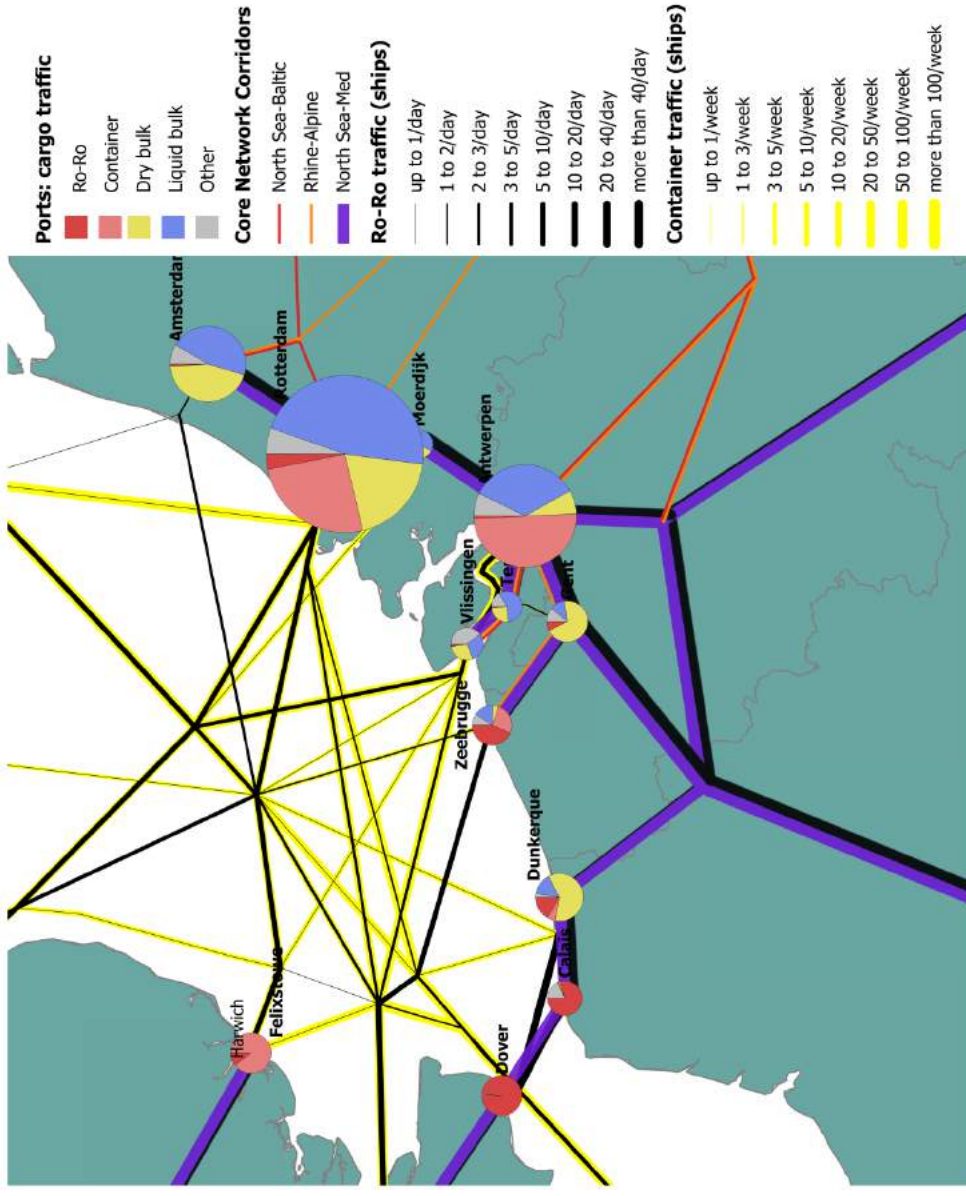 Ports: cargo traffic
Ro-Ro
Container
Dry bulk
Liquid bulk
Other
Core Network Corridors
North Sea-Baltic
Rhine-Alpine
North Sea-Med
Ro-Ro traffic (ships)
up to 1/day
1 to 2/day
2 to 3/day
3 to 5/day
5 to 10/day
10 to 20/day
20 to 40/day
more than 40/day
Container traffic (ships)
up to 1/week
1 to 3/week
3 to 5/week
5 to 10/week
10 to 20/week
20 to 50/week
50 to 100/week
more than 100/week
Amsterdam
Rotterdam
Moerdijk
Harwich
Felixstowe
Antwerpen
Vlissingen
Te
Gent
Zeebrugge
Dunkerque
Calais
Dover